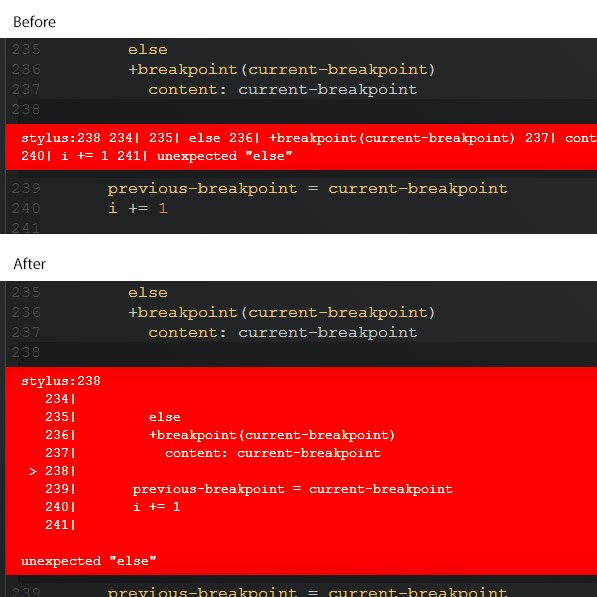 Before
235 else
236 +breakpoint(current-breakpoint)
237 content: current-breakpoint
238
stylus:238 234| 235| else 236| +breakpoint(current-breakpoint) 237| cont
240| i += 1 241| unexpected "else"
239 previous-breakpoint = current-breakpoint
240 i += 1
241
After
235 else
236 +breakpoint(current-breakpoint)
237 content: current-breakpoint
238
stylus:238
234|
235| else
236| +breakpoint(current-breakpoint)
237| content: current-breakpoint
> 238|
239| previous-breakpoint = current-breakpoint
240| i += 1
241|
unexpected "else"
239 previous-breakpoint = current-breakpoint